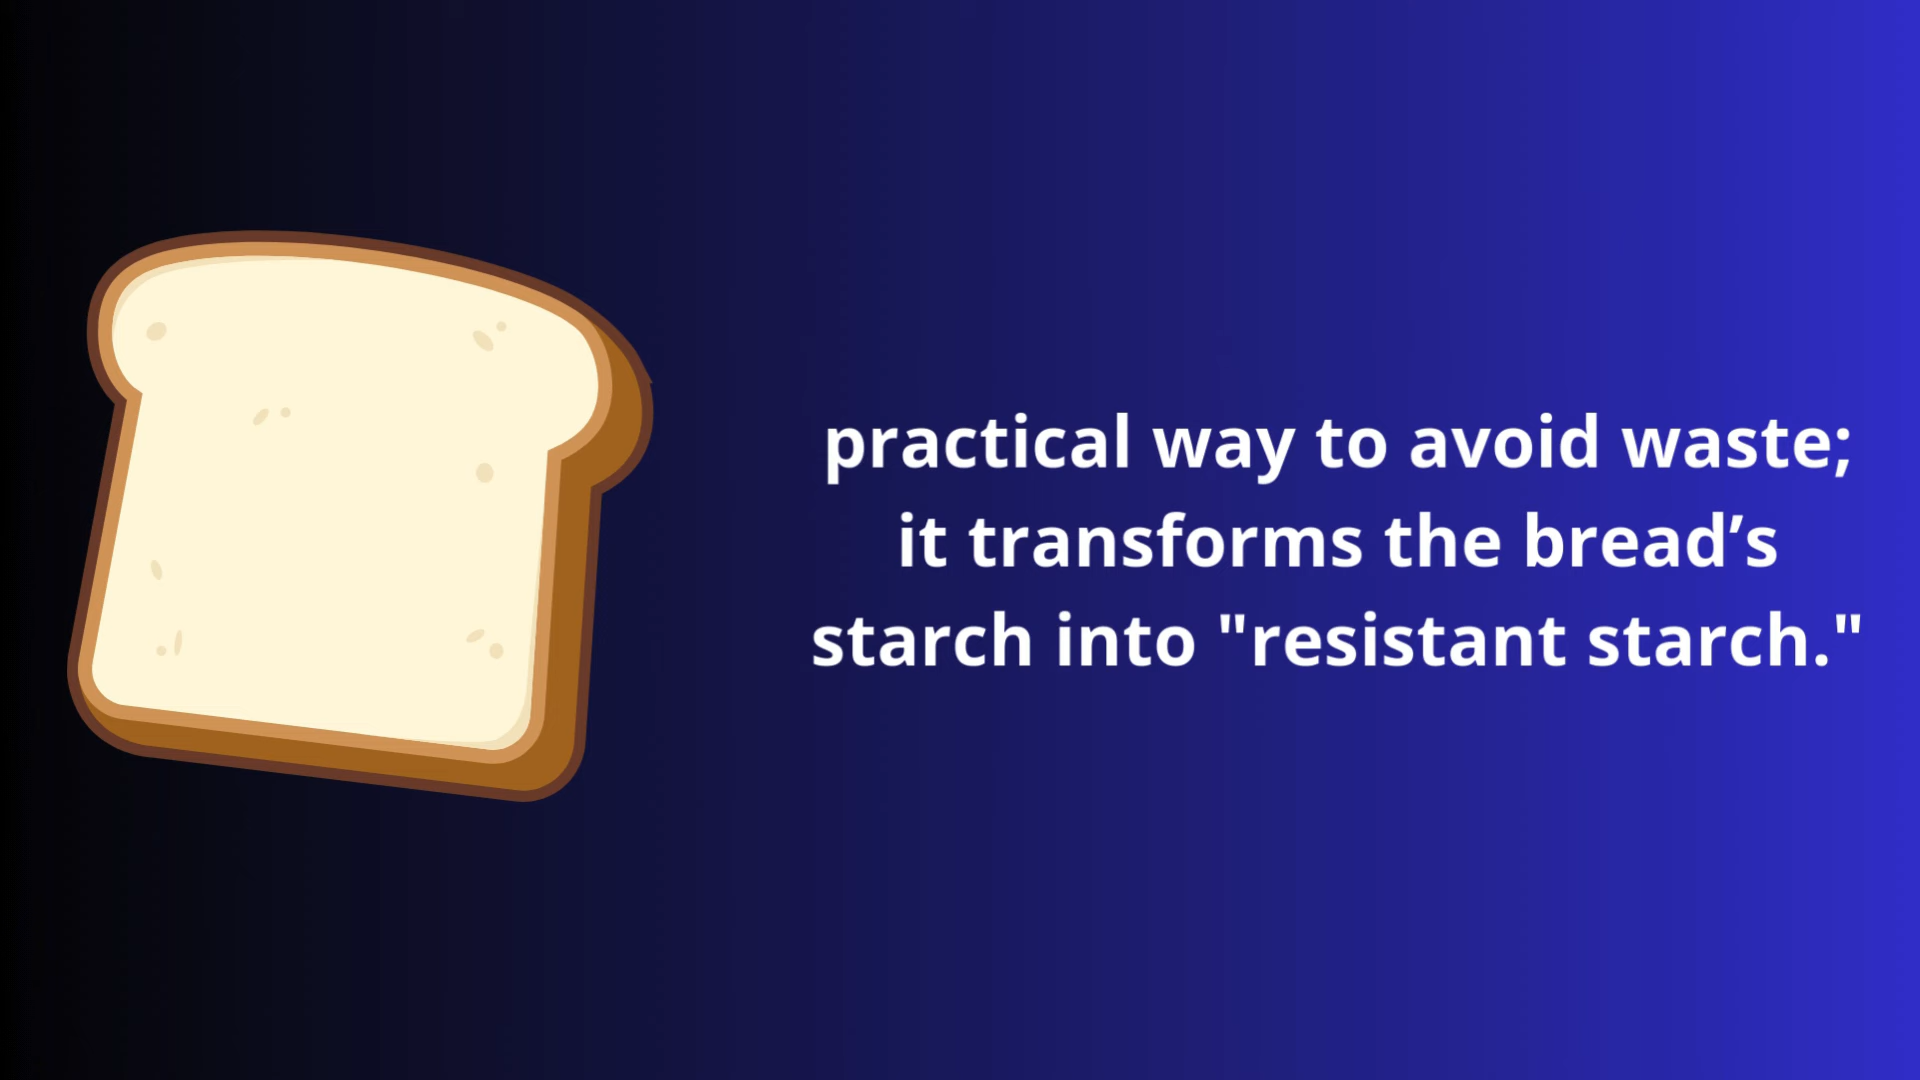 practical way to avoid waste;
it transforms the bread’s
starch into "resistant starch."